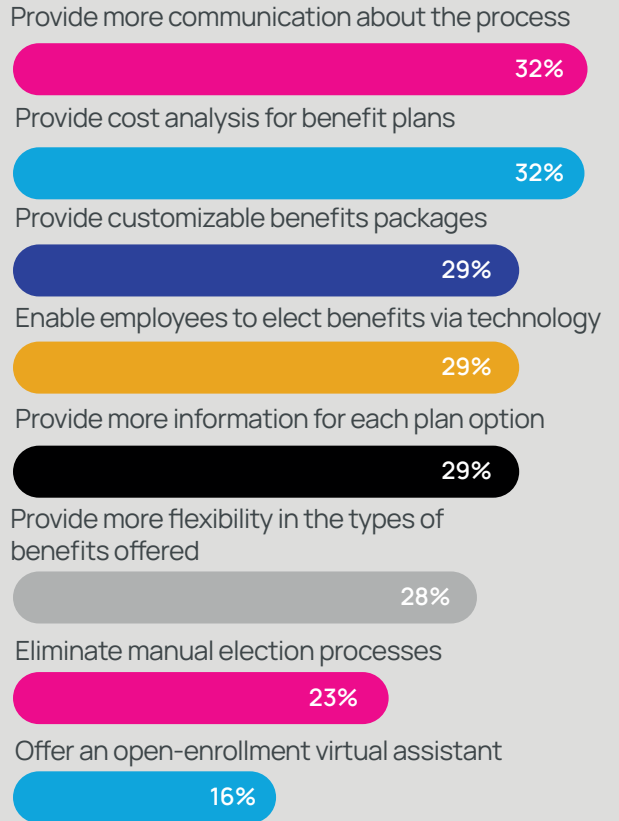 Provide more communication about the process
32%
Provide cost analysis for benefit plans
32%
Provide customizable benefits packages
29%
Enable employees to elect benefits via technology
29%
Provide more information for each plan option
29%
Provide more flexibility in the types of
benefits offered
28%
Eliminate manual election processes
23%
Offer an open-enrollment virtual assistant
16%